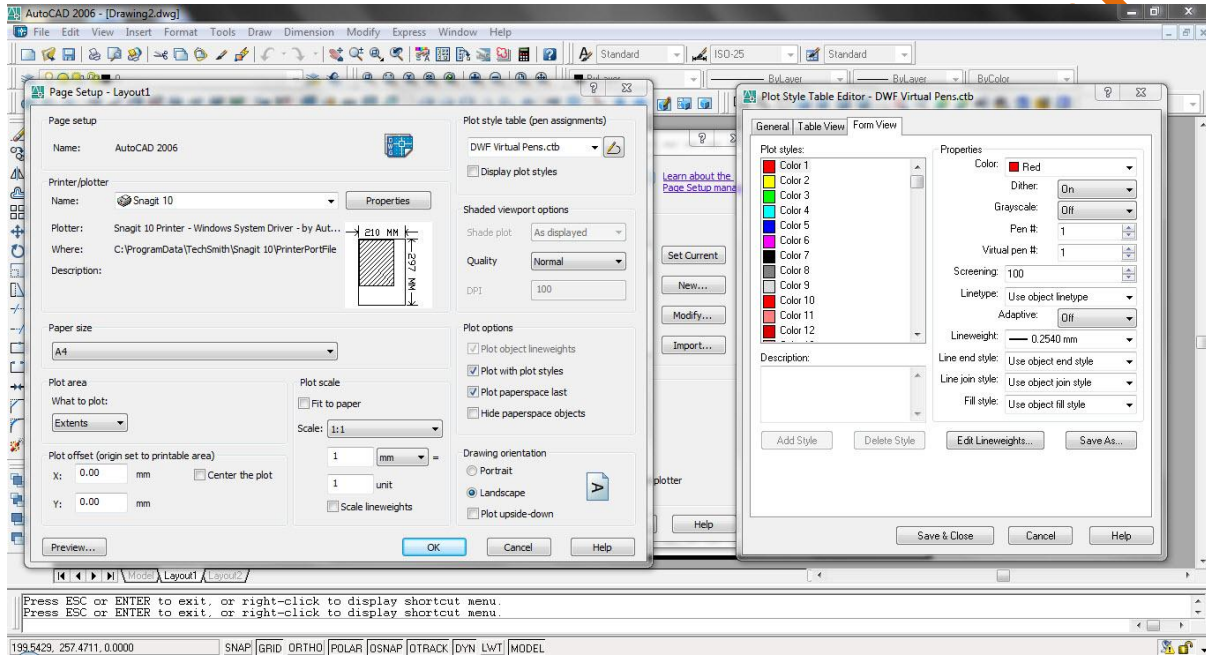 AutoCAD 2006 - [Drawing2.dwg]
File Edit View Insert Format Tools Draw Dimension Modify Express Window Help
Standard ISO-25 Standard
ByLayer ByLayer ByColor
Page Setup - Layout1
Page setup
Name: AutoCAD 2006
Printer/plotter
Name: Snagit 10 Properties
Plotter: Snagit 10 Printer - Windows System Driver - by Aut...
Where: C:\ProgramData\TechSmith\Snagit 10\PrinterPortFile
Description:
210 MM
297 MM
Paper size
A4
Plot area
What to plot:
Extents
Plot offset (origin set to printable area)
X: 0.00 mm Center the plot
Y: 0.00 mm
Plot scale
Fit to paper
Scale: 1:1
1 mm =
1 unit
Scale lineweights
Plot style table (pen assignments)
DWF Virtual Pens.ctb
Display plot styles
Shaded viewport options
Shade plot As displayed
Quality Normal
DPI 100
Plot options
Plot object lineweights
Plot with plot styles
Plot paperspace last
Hide paperspace objects
Drawing orientation
Portrait
Landscape
Plot upside-down
A
Preview... OK Cancel Help
Learn about the
Page Setup mana
Set Current
New...
Modify...
Import...
plotter
Help
Plot Style Table Editor - DWF Virtual Pens.ctb
General Table View Form View
Plot styles:
Color 1
Color 2
Color 3
Color 4
Color 5
Color 6
Color 7
Color 8
Color 9
Color 10
Color 11
Color 12
Description:
Add Style Delete Style
Properties
Color: Red
Dither: On
Grayscale: Off
Pen #: 1
Virtual pen #: 1
Screening: 100
Linetype: Use object linetype
Adaptive: Off
Lineweight: 0.2540 mm
Line end style: Use object end style
Line join style: Use object join style
Fill style: Use object fill style
Edit Lineweights... Save As...
Save & Close Cancel Help
Model Layout1 Layout2
Press ESC or ENTER to exit, or right-click to display shortcut menu.
Press ESC or ENTER to exit, or right-click to display shortcut menu.
199.5429, 257.4711, 0.0000 SNAP GRID ORTHO POLAR OSNAP OTRACK DYN LWT MODEL